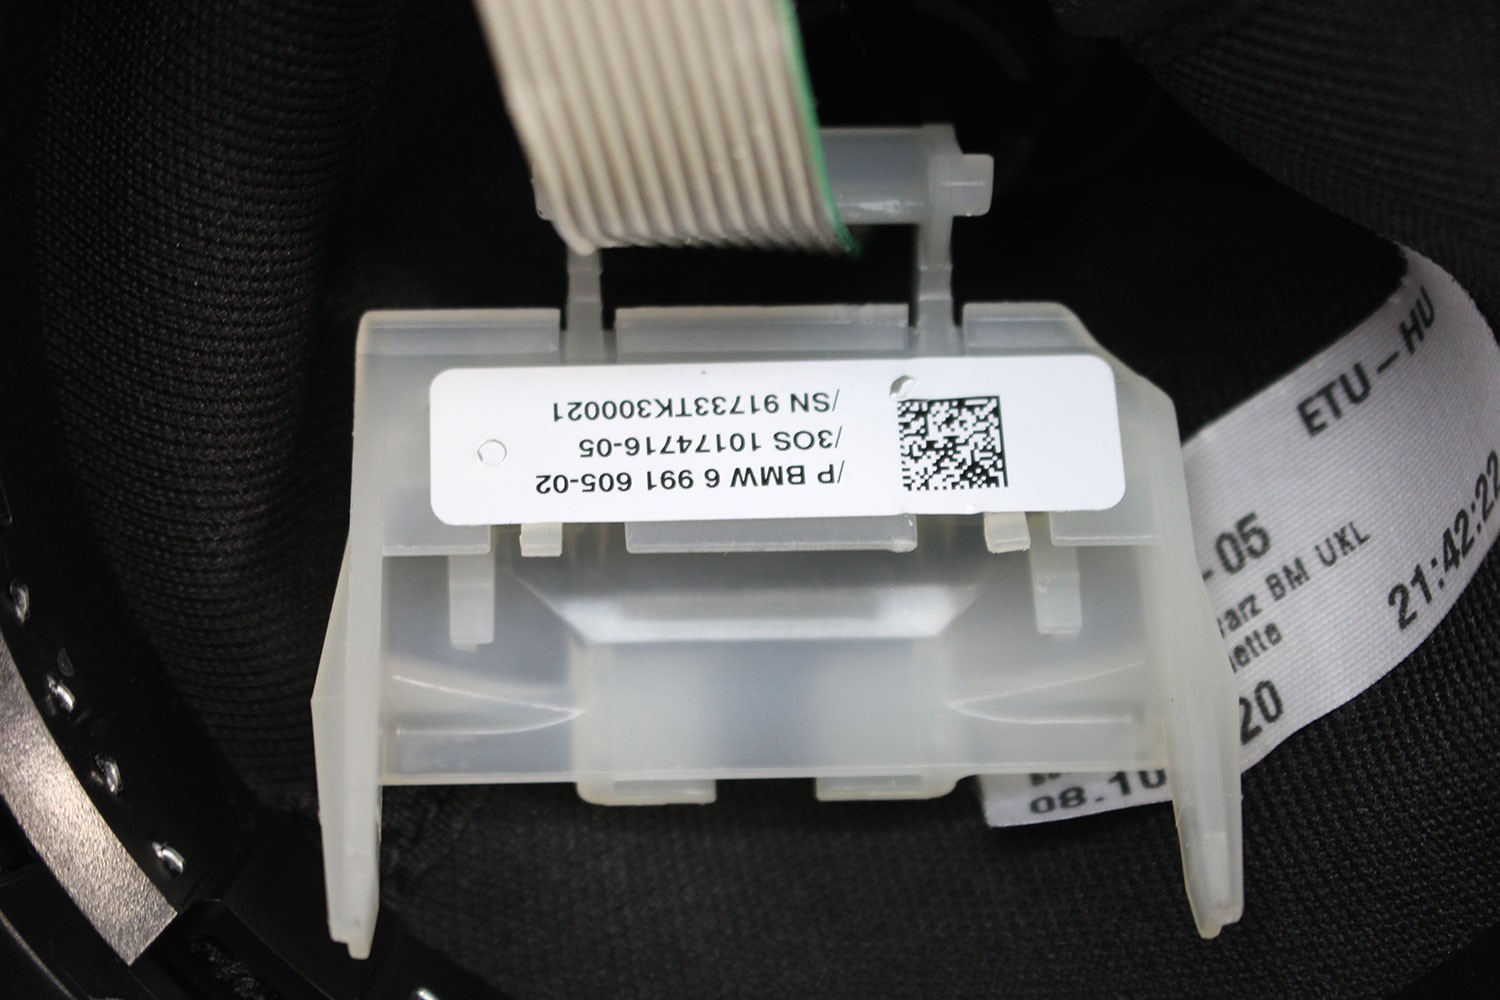 /P BMW 6 991 605-02
/3OS 10174716-05
/SN 91733TK300021
ETU-HU
-05
BM UKL
21:42:22
20
08.10